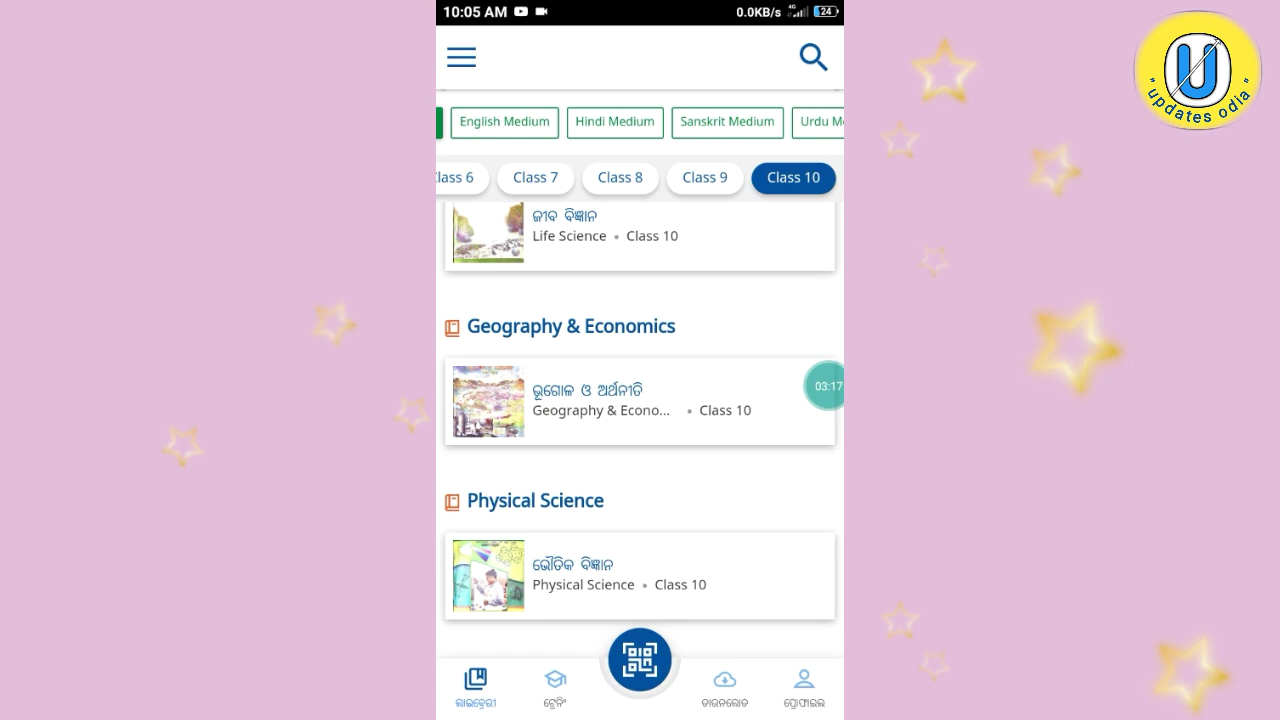 10:05 AM
0.0KB/s 4G 24
U
" updates odia "
English Medium Hindi Medium Sanskrit Medium Urdu M
lass 6 Class 7 Class 8 Class 9 Class 10
ଜୀବ ବିଜ୍ଞାନ
Life Science • Class 10
Geography & Economics
ଭୂଗୋଳ ଓ ଅର୍ଥନୀତି
Geography & Econo... • Class 10
03:17
Physical Science
ଭୌତିକ ବିଜ୍ଞାନ
Physical Science • Class 10
ଲାଇବ୍ରେରୀ ଟ୍ରେନିଂ ଡାଉନଲୋଡ ପ୍ରୋଫାଇଲ